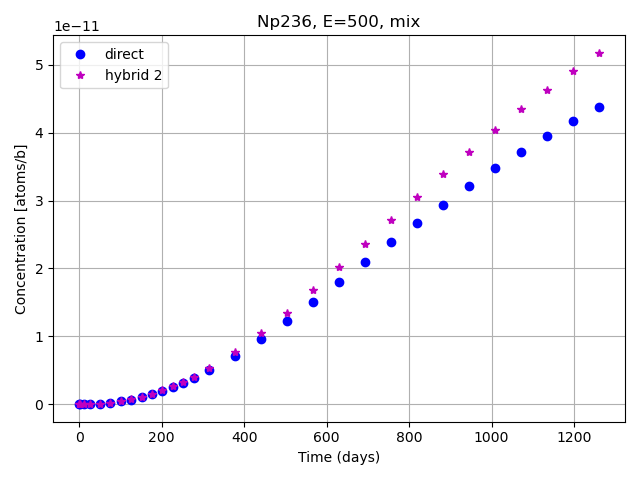 Np236, E=500, mix
1e−11
direct
hybrid 2
Concentration [atoms/b]
5
4
3
2
1
0
0 200 400 600 800 1000 1200
Time (days)